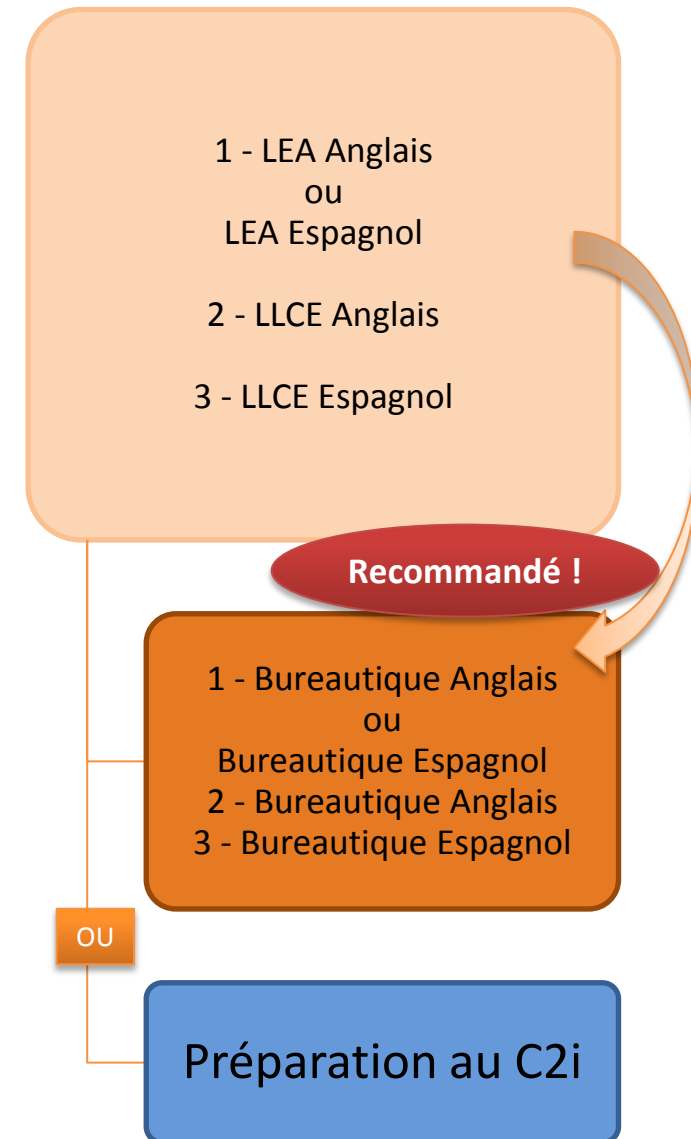 1 - LEA Anglais
ou
LEA Espagnol
2 - LLCE Anglais
3 - LLCE Espagnol
Recommandé !
1 - Bureautique Anglais
ou
Bureautique Espagnol
2 - Bureautique Anglais
3 - Bureautique Espagnol
OU
Préparation au C2i